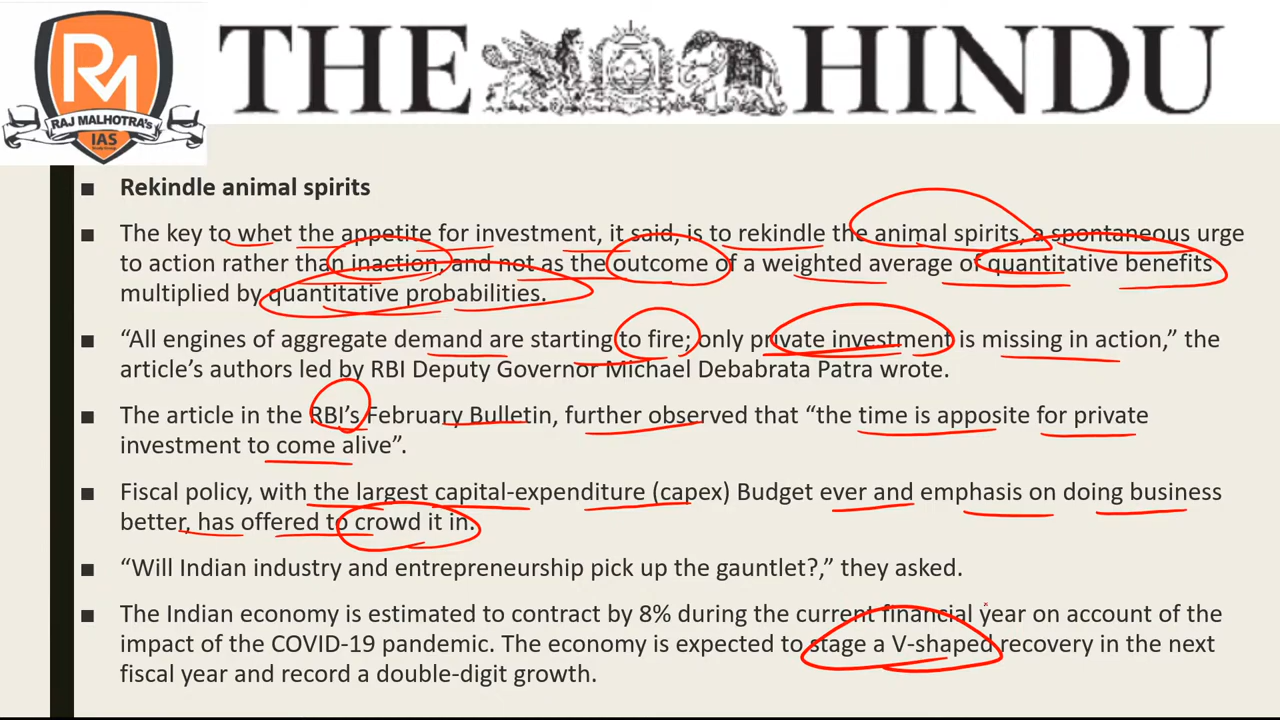 RM
RAJ MALHOTRA'S
IAS
THE HINDU
■ Rekindle animal spirits
■ The key to whet the appetite for investment, it said, is to rekindle the animal spirits, a spontaneous urge
to action rather than inaction, and not as the outcome of a weighted average of quantitative benefits
multiplied by quantitative probabilities.
■ “All engines of aggregate demand are starting to fire; only private investment is missing in action,” the
article’s authors led by RBI Deputy Governor Michael Debabrata Patra wrote.
■ The article in the RBI’s February Bulletin, further observed that “the time is apposite for private
investment to come alive”.
■ Fiscal policy, with the largest capital-expenditure (capex) Budget ever and emphasis on doing business
better, has offered to crowd it in.
■ “Will Indian industry and entrepreneurship pick up the gauntlet?,” they asked.
■ The Indian economy is estimated to contract by 8% during the current financial year on account of the
impact of the COVID-19 pandemic. The economy is expected to stage a V-shaped recovery in the next
fiscal year and record a double-digit growth.